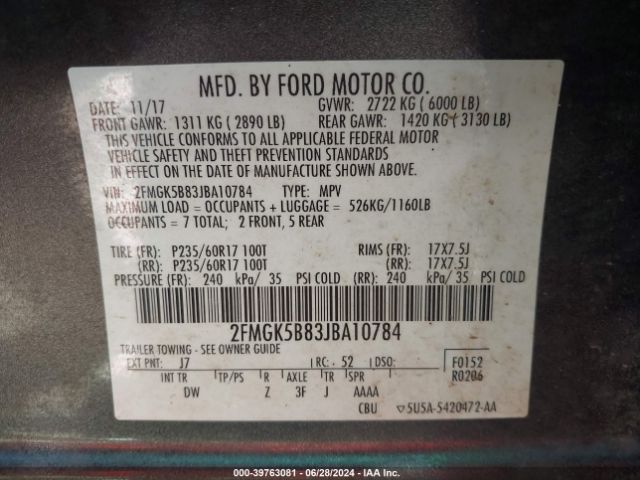 MFD. BY FORD MOTOR CO.
DATE: 11/17 GVWR: 2722 KG ( 6000 LB)
FRONT GAWR: 1311 KG ( 2890 LB) REAR GAWR: 1420 KG ( 3130 LB)
THIS VEHICLE CONFORMS TO ALL APPLICABLE FEDERAL MOTOR
VEHICLE SAFETY AND THEFT PREVENTION STANDARDS
IN EFFECT ON THE DATE OF MANUFACTURE SHOWN ABOVE.
VIN: 2FMGK5B83JBA10784 TYPE: MPV
MAXIMUM LOAD = OCCUPANTS + LUGGAGE = 526KG/1160LB
OCCUPANTS = 7 TOTAL; 2 FRONT, 5 REAR
TIRE (FR): P235/60R17 100T RIMS (FR): 17X7.5J
(RR): P235/60R17 100T (RR): 17X7.5J
PRESSURE (FR): 240 kPa/ 35 PSI COLD (RR): 240 kPa/ 35 PSI COLD
2FMGK5B83JBA10784
TRAILER TOWING - SEE OWNER GUIDE
EXT PNT: J7 RC: 52 DSO: F0152
INT TR TP/PS R AXLE TR SPR R0206
DW Z 3F J AAAA
CBU 5U5A-5420472-AA
000-39763081 - 06/28/2024 - IAA Inc.